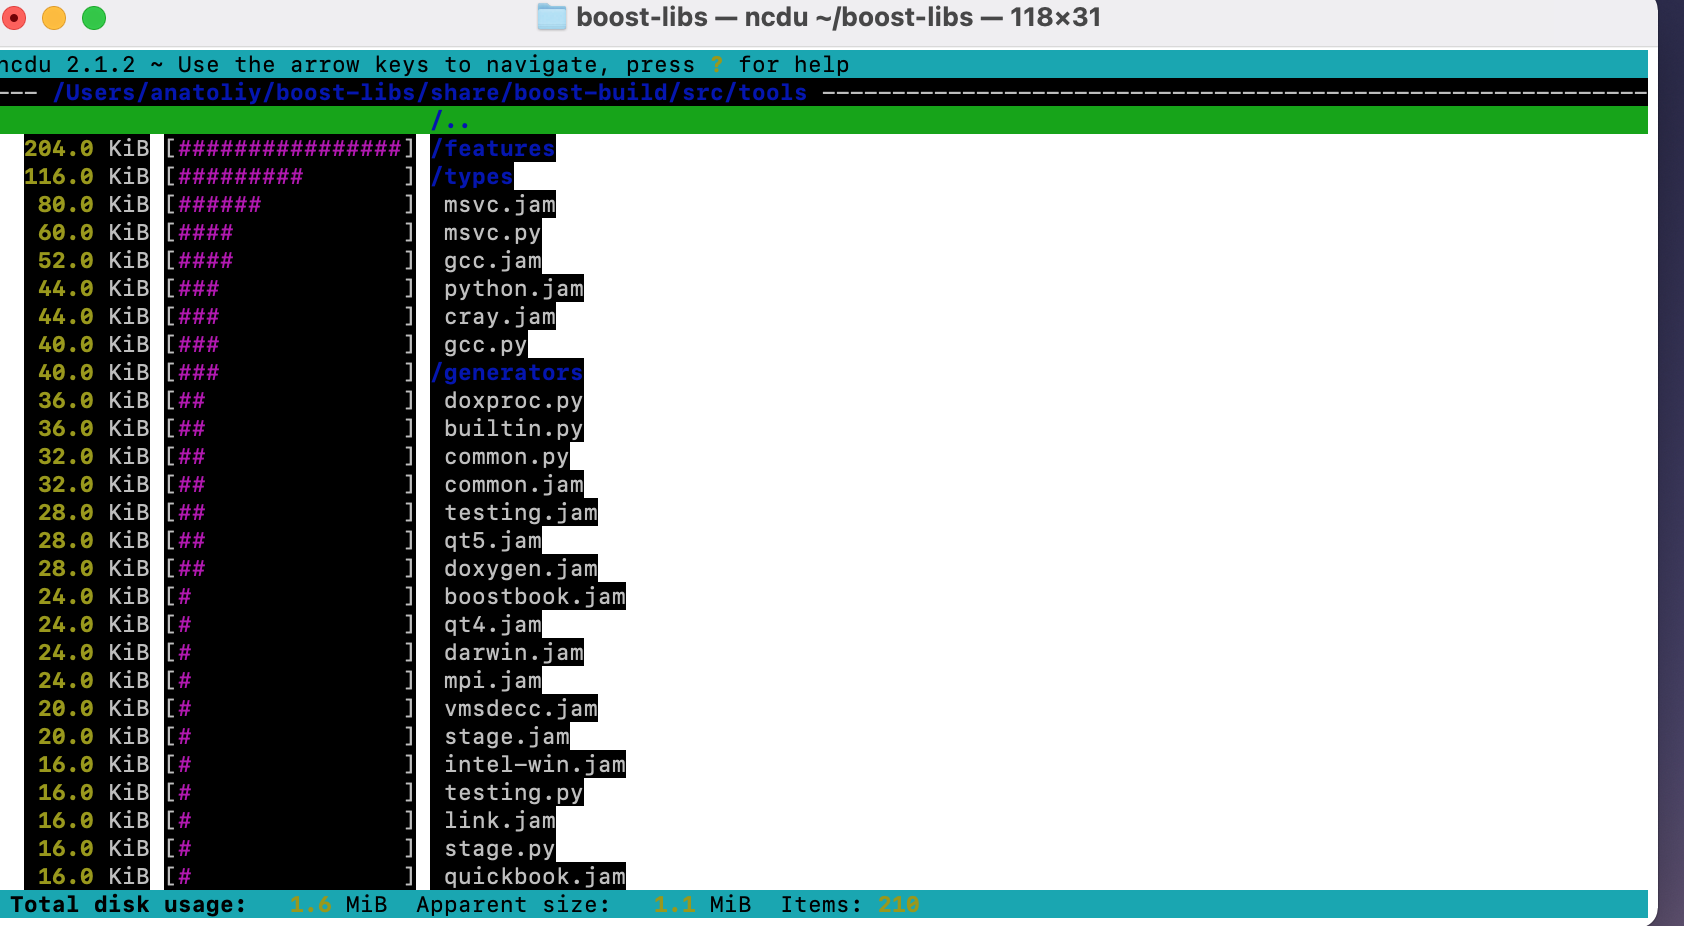 boost-libs — ncdu ~/boost-libs — 118×31
ncdu 2.1.2 ~ Use the arrow keys to navigate, press ? for help
--- /Users/anatoliy/boost-libs/share/boost-build/src/tools -----------------------------------------------------------
/..
204.0 KiB [################] /features
116.0 KiB [#########       ] /types
80.0 KiB [######          ] msvc.jam
60.0 KiB [####            ] msvc.py
52.0 KiB [####            ] gcc.jam
44.0 KiB [###             ] python.jam
44.0 KiB [###             ] cray.jam
40.0 KiB [###             ] gcc.py
40.0 KiB [###             ] /generators
36.0 KiB [##              ] doxproc.py
36.0 KiB [##              ] builtin.py
32.0 KiB [##              ] common.py
32.0 KiB [##              ] common.jam
28.0 KiB [##              ] testing.jam
28.0 KiB [##              ] qt5.jam
28.0 KiB [##              ] doxygen.jam
24.0 KiB [#               ] boostbook.jam
24.0 KiB [#               ] qt4.jam
24.0 KiB [#               ] darwin.jam
24.0 KiB [#               ] mpi.jam
20.0 KiB [#               ] vmsdecc.jam
20.0 KiB [#               ] stage.jam
16.0 KiB [#               ] intel-win.jam
16.0 KiB [#               ] testing.py
16.0 KiB [#               ] link.jam
16.0 KiB [#               ] stage.py
16.0 KiB [#               ] quickbook.jam
Total disk usage: 1.6 MiB Apparent size: 1.1 MiB Items: 210